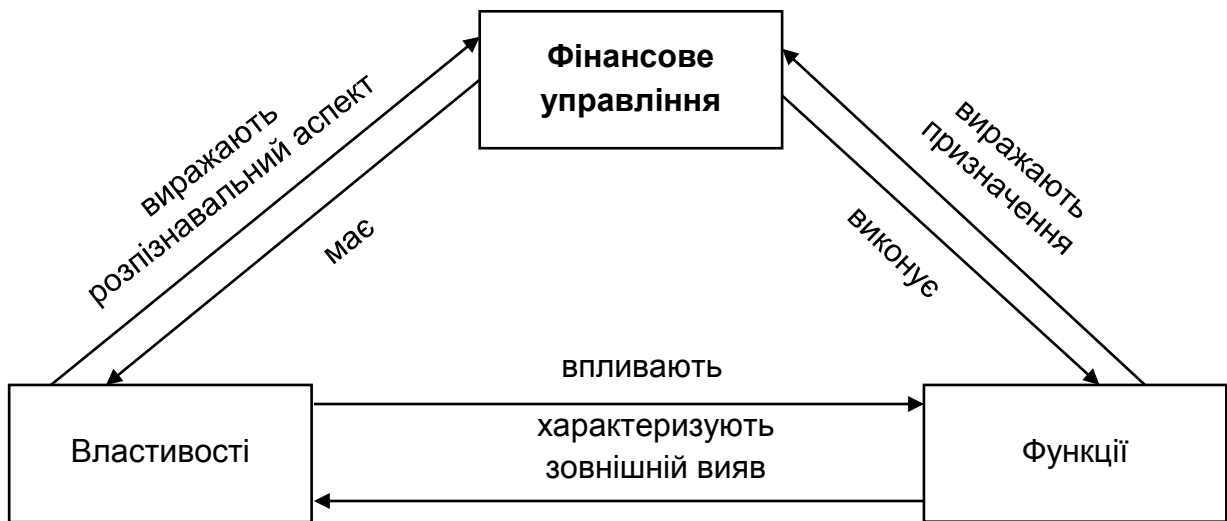 Фінансове
управління
виражають
розпізнавальний аспект
має
виражають
призначення
виконує
впливають
характеризують
зовнішній вияв
Властивості
Функції